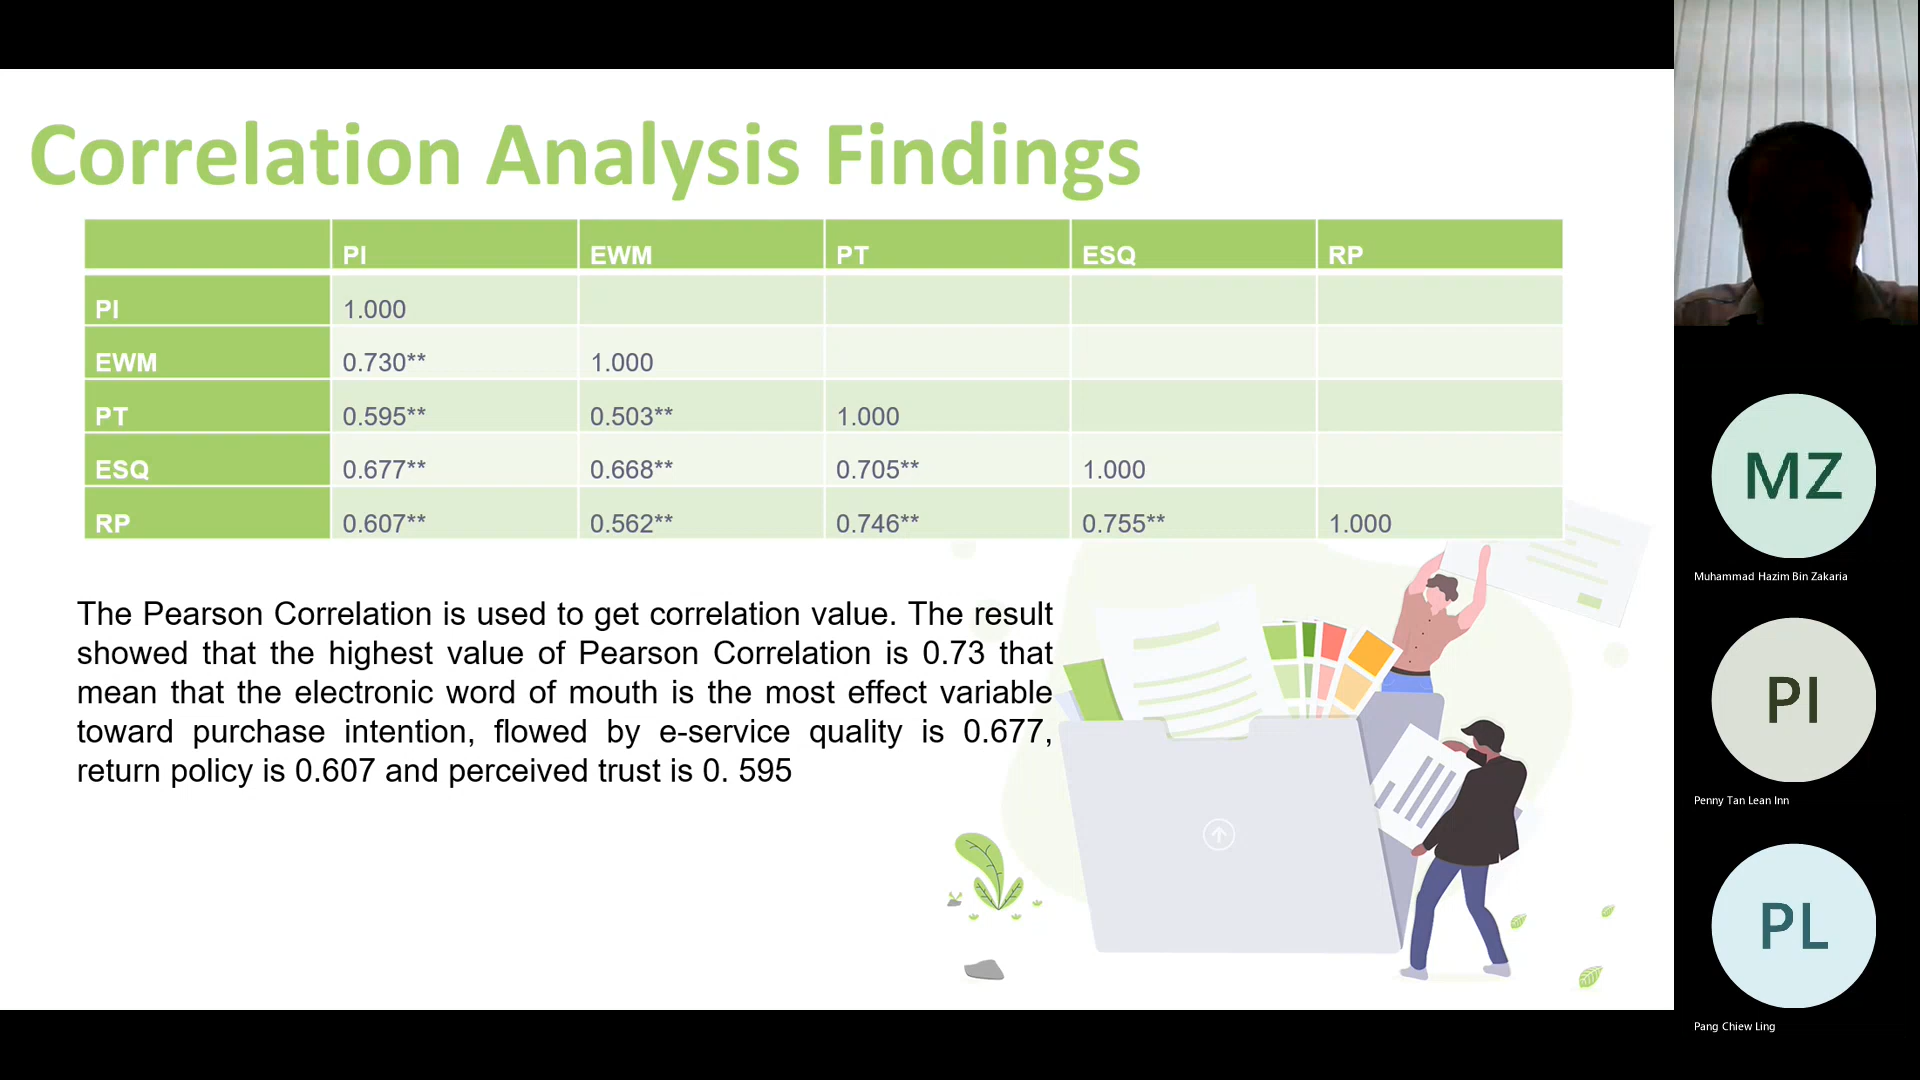 Correlation Analysis Findings
PI EWM PT ESQ RP
PI 1.000
EWM 0.730** 1.000
PT 0.595** 0.503** 1.000
ESQ 0.677** 0.668** 0.705** 1.000
RP 0.607** 0.562** 0.746** 0.755** 1.000
The Pearson Correlation is used to get correlation value. The result
showed that the highest value of Pearson Correlation is 0.73 that
mean that the electronic word of mouth is the most effect variable
toward purchase intention, flowed by e-service quality is 0.677,
return policy is 0.607 and perceived trust is 0. 595
MZ
Muhammad Hazim Bin Zakaria
PI
Penny Tan Lean Inn
PL
Pang Chiew Ling